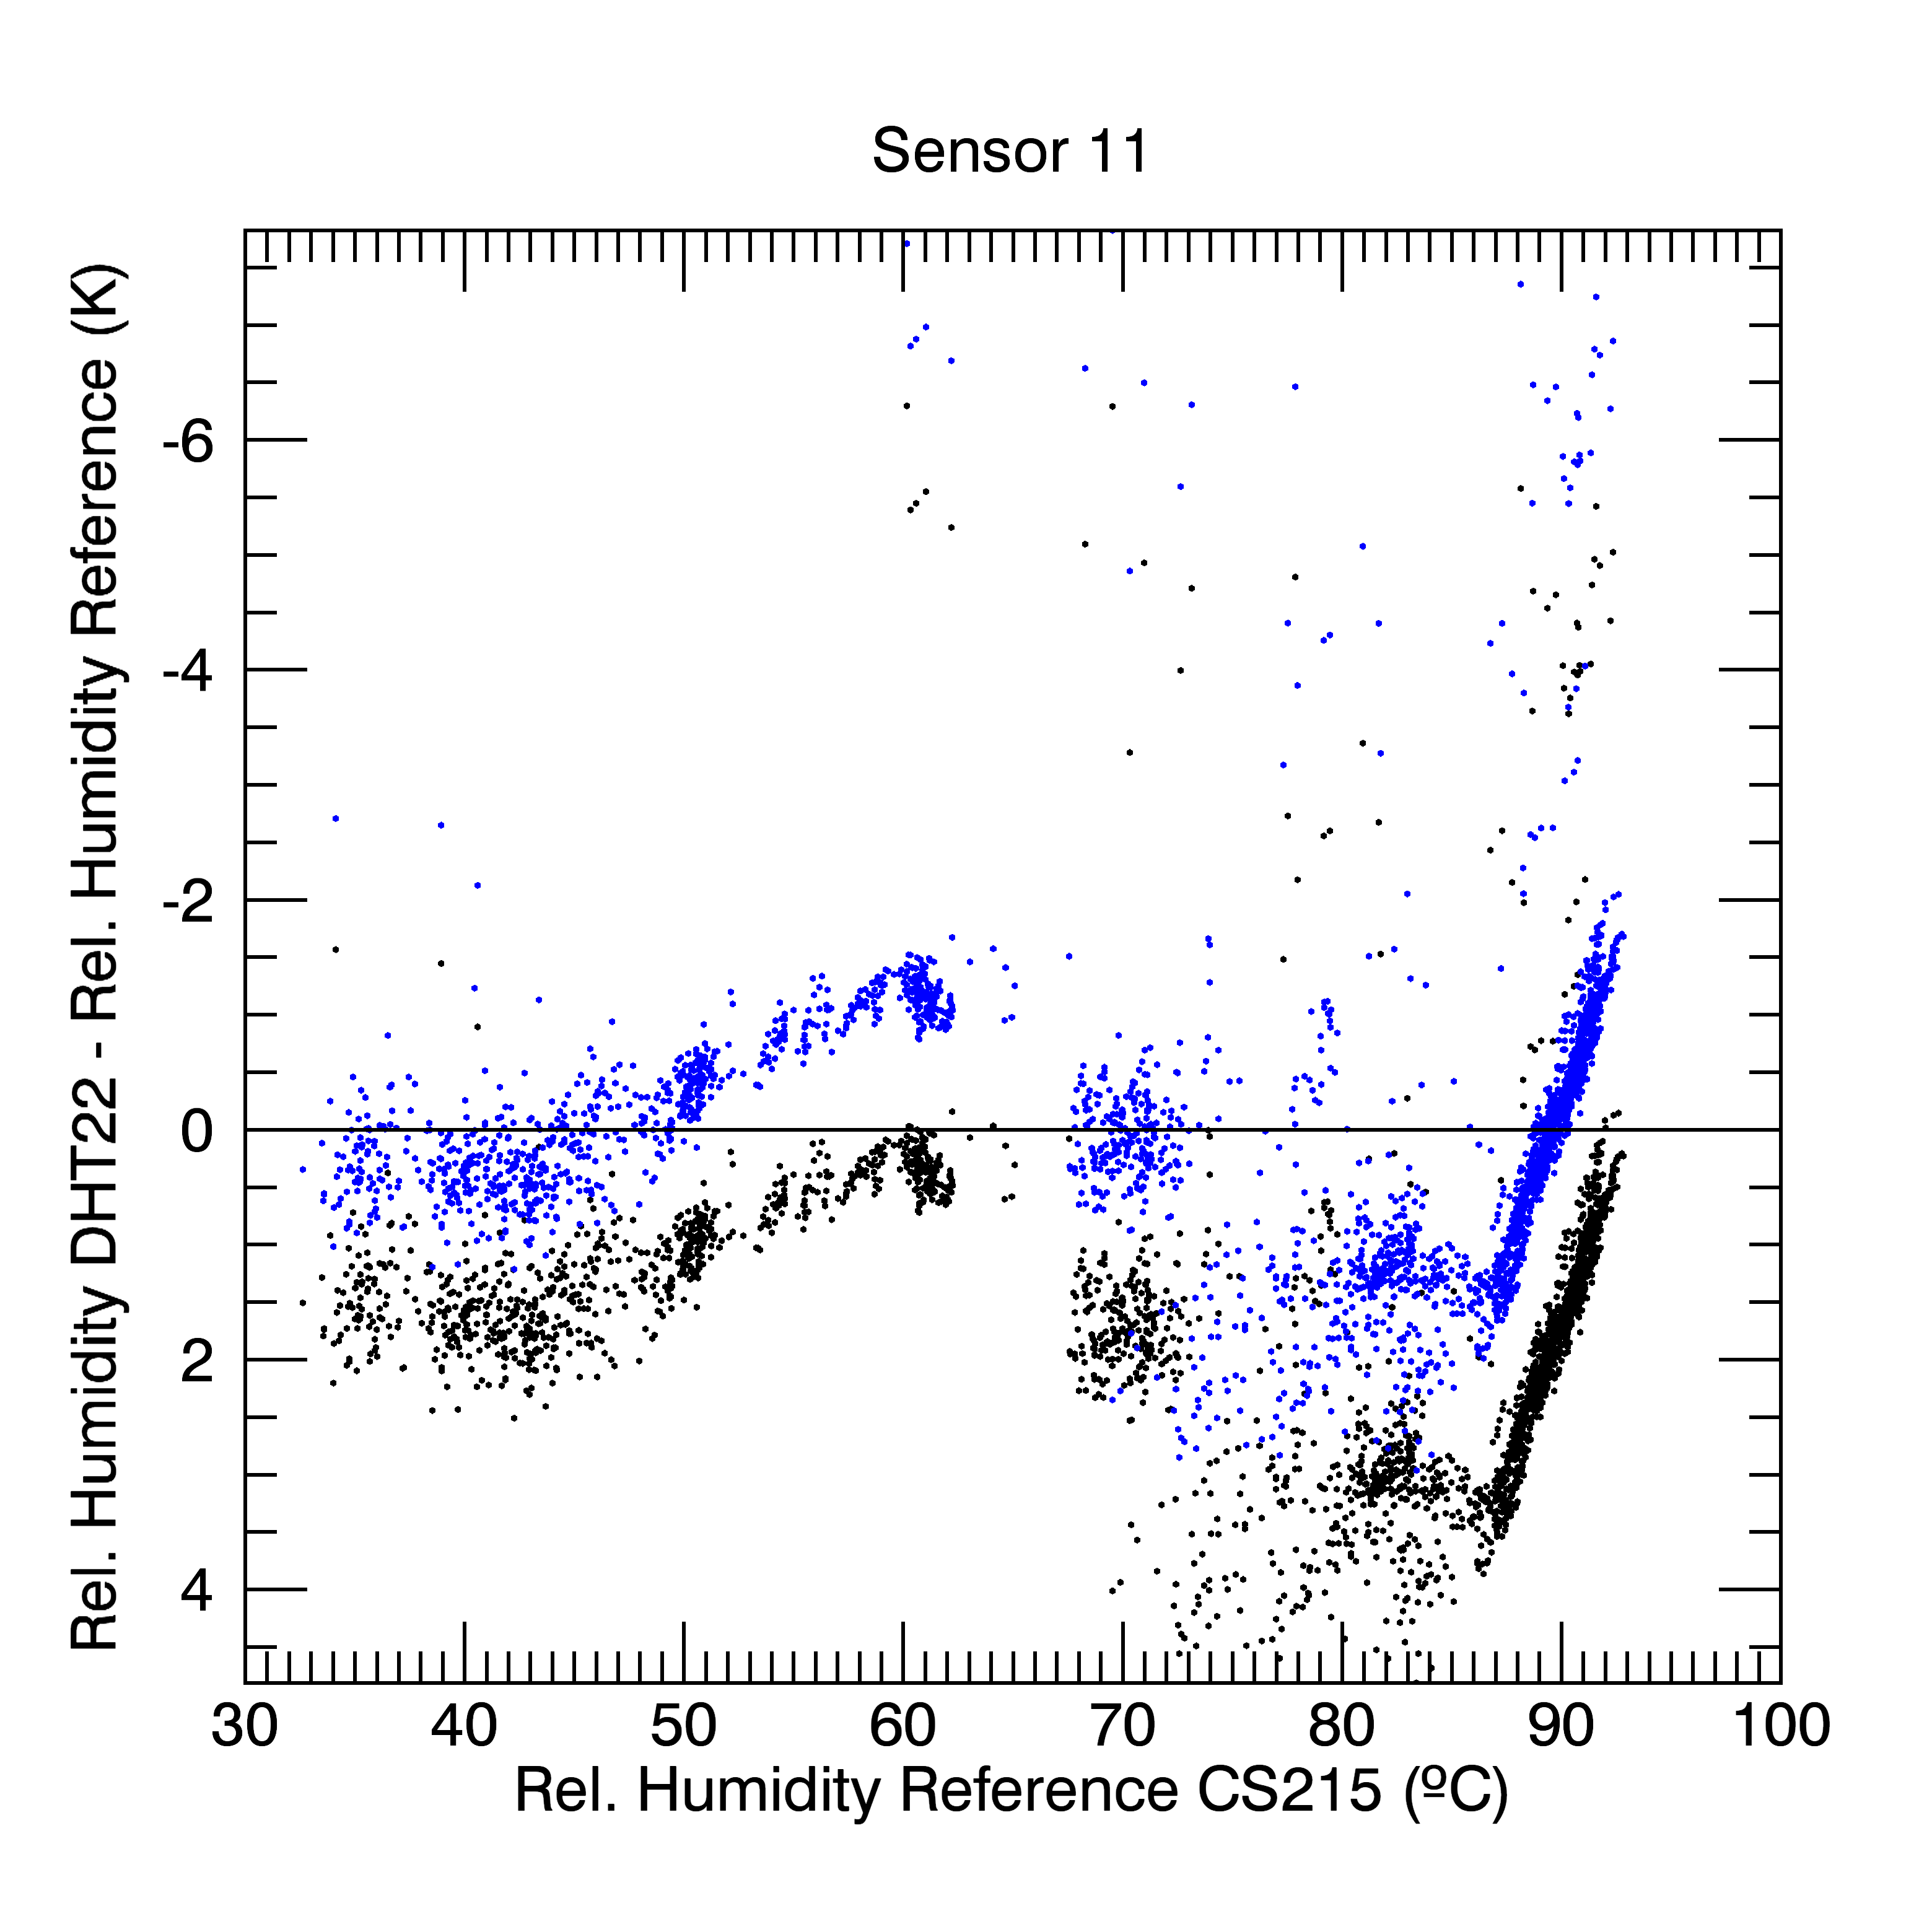 Sensor 11
Rel. Humidity DHT22 - Rel. Humidity Reference (K)
-6
-4
-2
0
2
4
30 40 50 60 70 80 90 100
Rel. Humidity Reference CS215 (ºC)